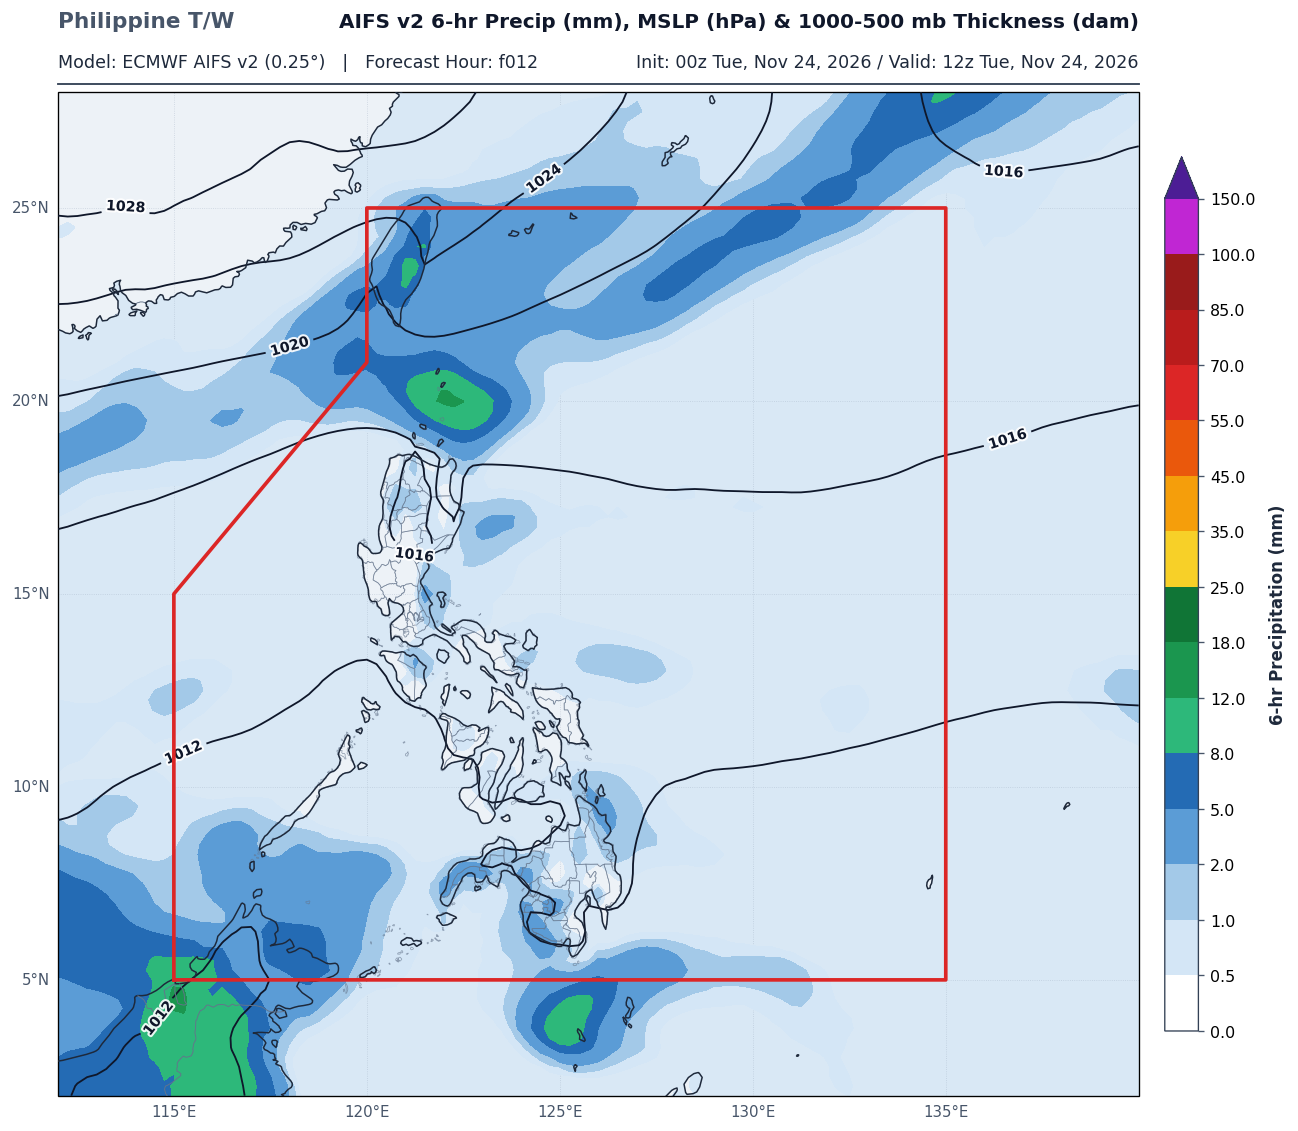 Philippine T/W
AIFS v2 6-hr Precip (mm), MSLP (hPa) & 1000-500 mb Thickness (dam)
Model: ECMWF AIFS v2 (0.25°) | Forecast Hour: f012
Init: 00z Tue, Nov 24, 2026 / Valid: 12z Tue, Nov 24, 2026
1024
1016
1028
25°N
1020
20°N
1016
1016
15°N
1012
10°N
5°N
1012
115°E
120°E
125°E
130°E
135°E
150.0
100.0
85.0
70.0
55.0
45.0
35.0
25.0
18.0
12.0
8.0
5.0
2.0
1.0
0.5
0.0
6-hr Precipitation (mm)